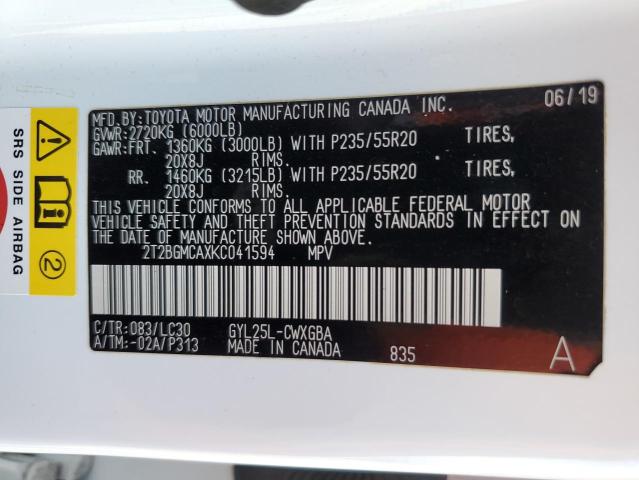 MFD.BY:TOYOTA MOTOR MANUFACTURING CANADA INC. 06/19
GVWR:2720KG (6000LB)
GAWR:FRT. 1360KG (3000LB) WITH P235/55R20 TIRES,
20X8J RIMS.
RR. 1460KG (3215LB) WITH P235/55R20 TIRES,
20X8J RIMS.
THIS VEHICLE CONFORMS TO ALL APPLICABLE FEDERAL MOTOR
VEHICLE SAFETY AND THEFT PREVENTION STANDARDS IN EFFECT ON
THE DATE OF MANUFACTURE SHOWN ABOVE.
2T2BGMCAXKC041594 MPV
C/TR:083/LC30 GYL25L-CWXGBA
A/TM:-02A/P313 MADE IN CANADA 835 A
SRS SIDE AIRBAG
2